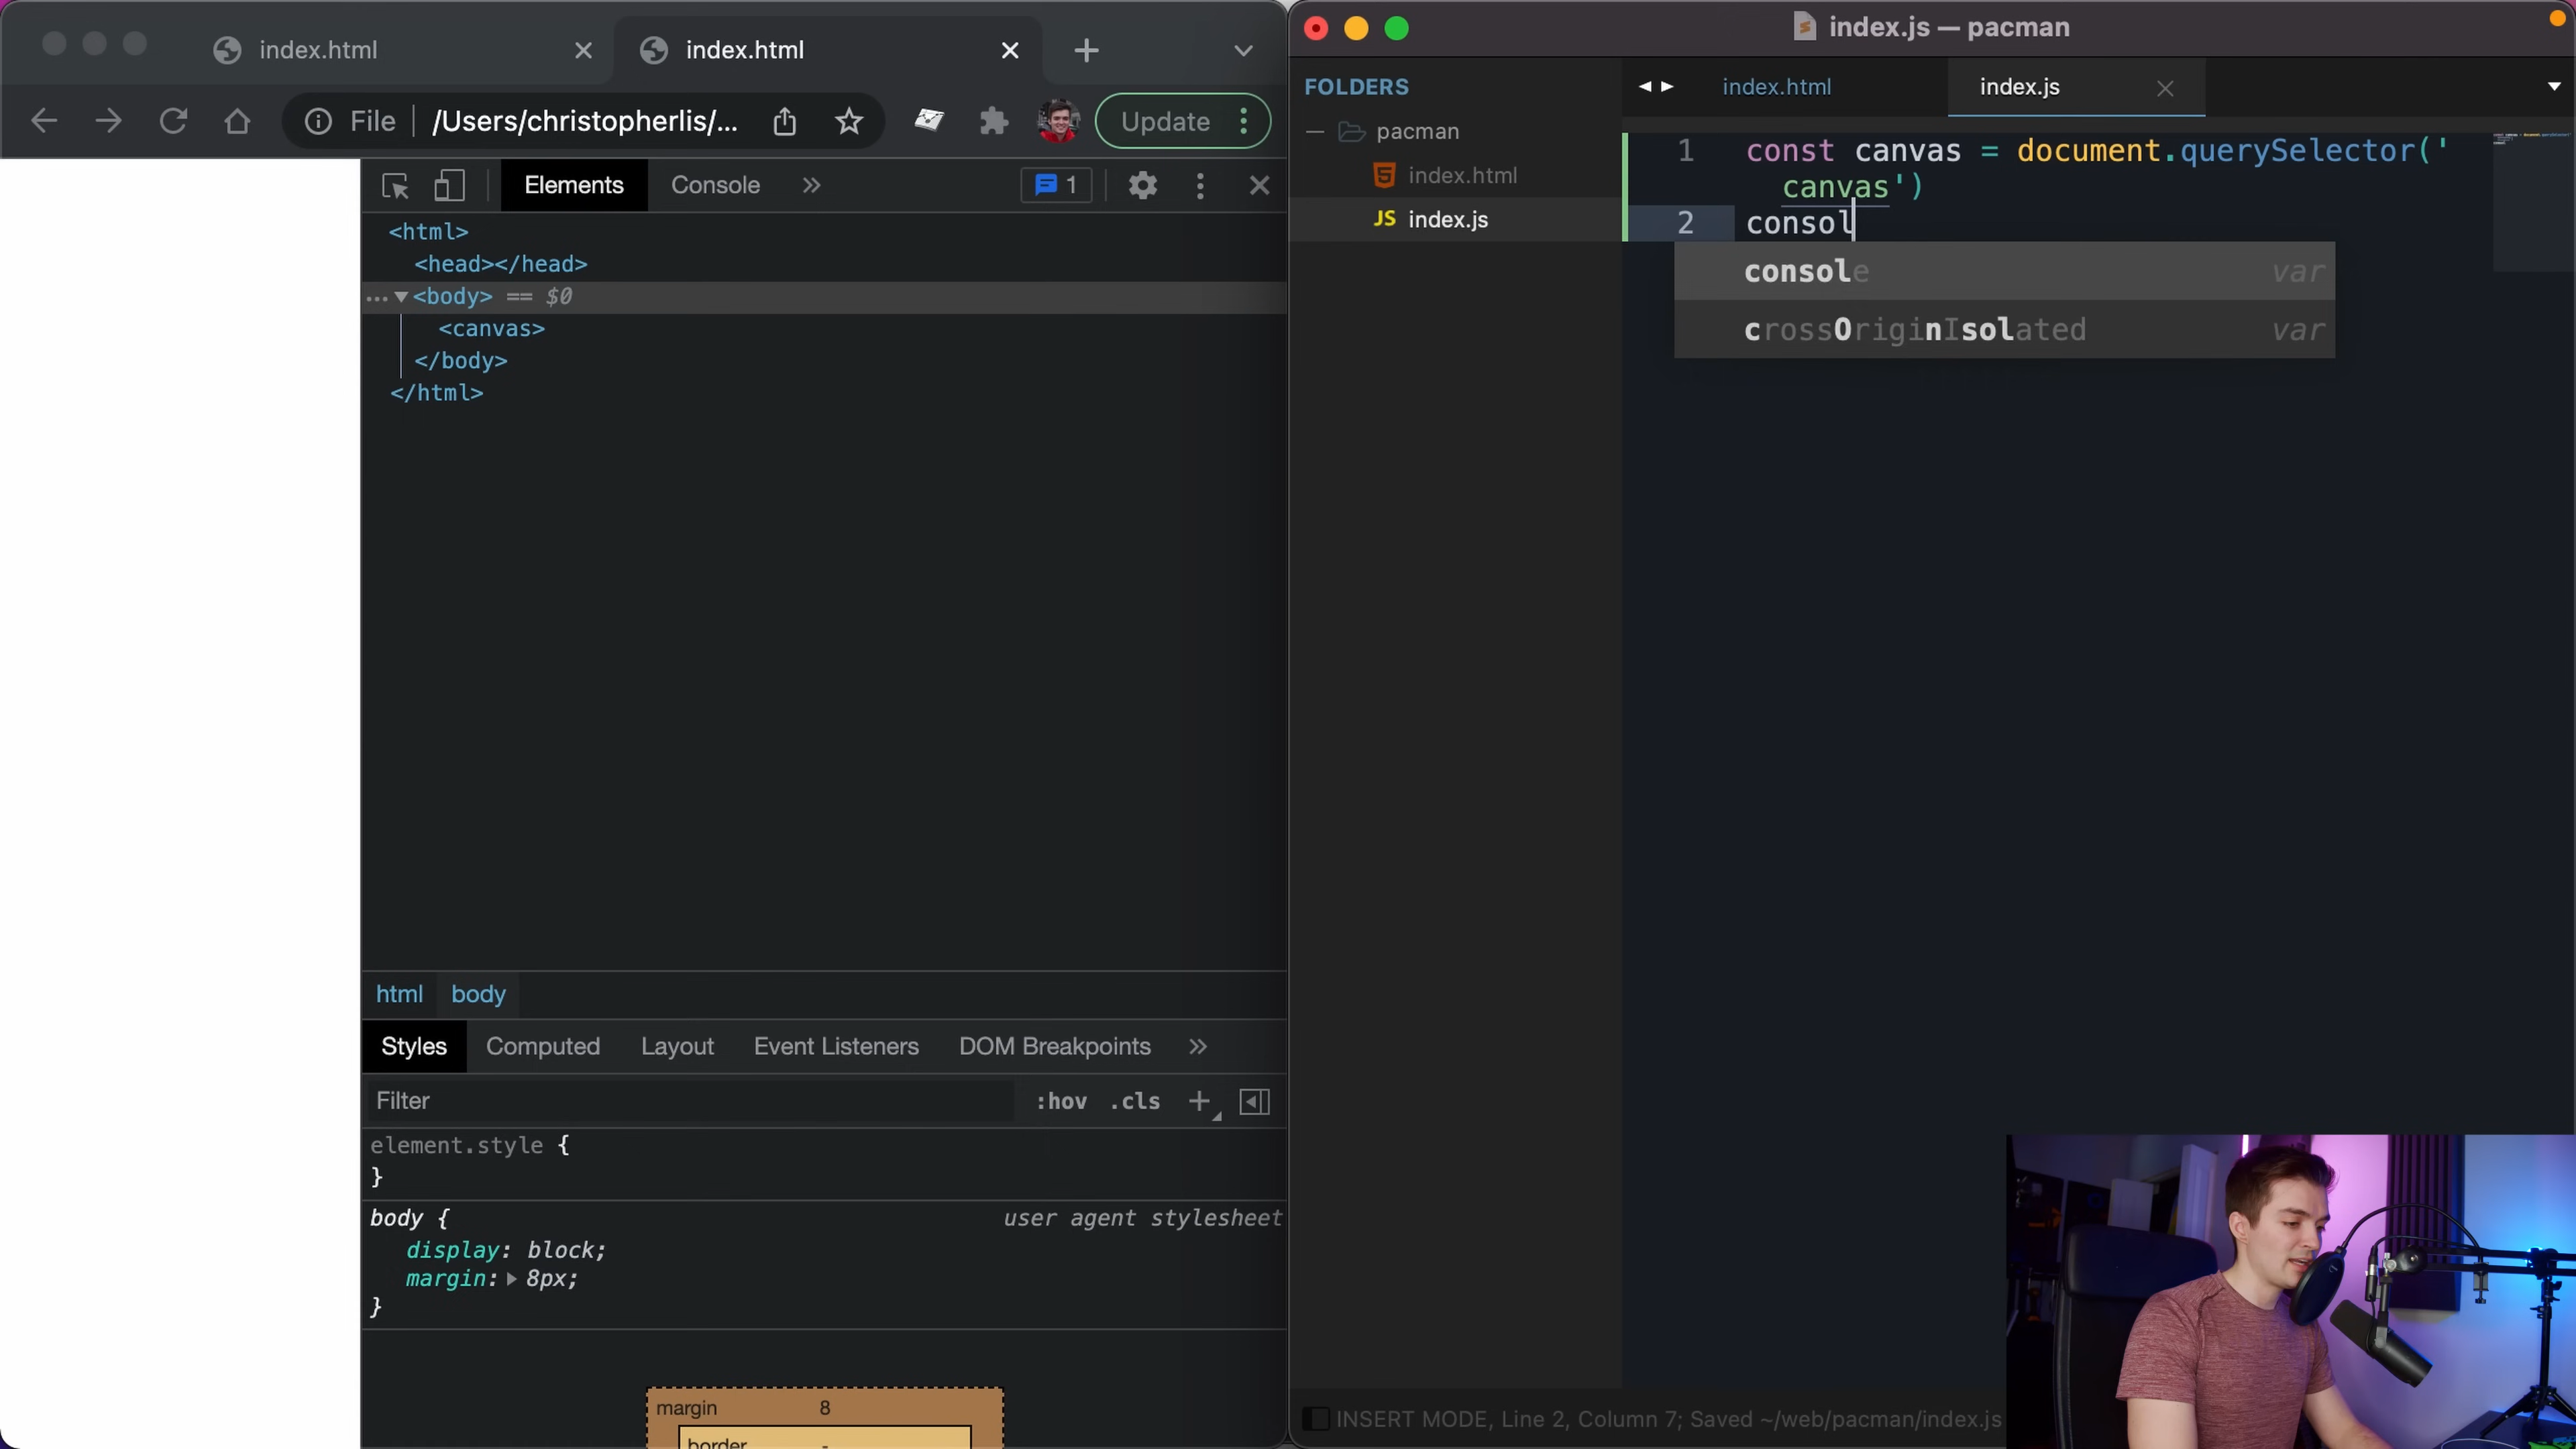 index.html
index.html
File
/Users/christopherlis/...
Update
Elements
Console
1
<html>
<head></head>
<body> == $0
<canvas>
</body>
</html>
html body
Styles
Computed
Layout
Event Listeners
DOM Breakpoints
Filter
:hov .cls
element.style {
}
body {
user agent stylesheet
display: block;
margin: 8px;
}
margin 8
border -
index.js — pacman
FOLDERS
pacman
index.html
JS index.js
index.html
index.js
1 const canvas = document.querySelector('
canvas')
2 consol
console var
crossOriginIsolated var
INSERT MODE, Line 2, Column 7; Saved ~/web/pacman/index.js